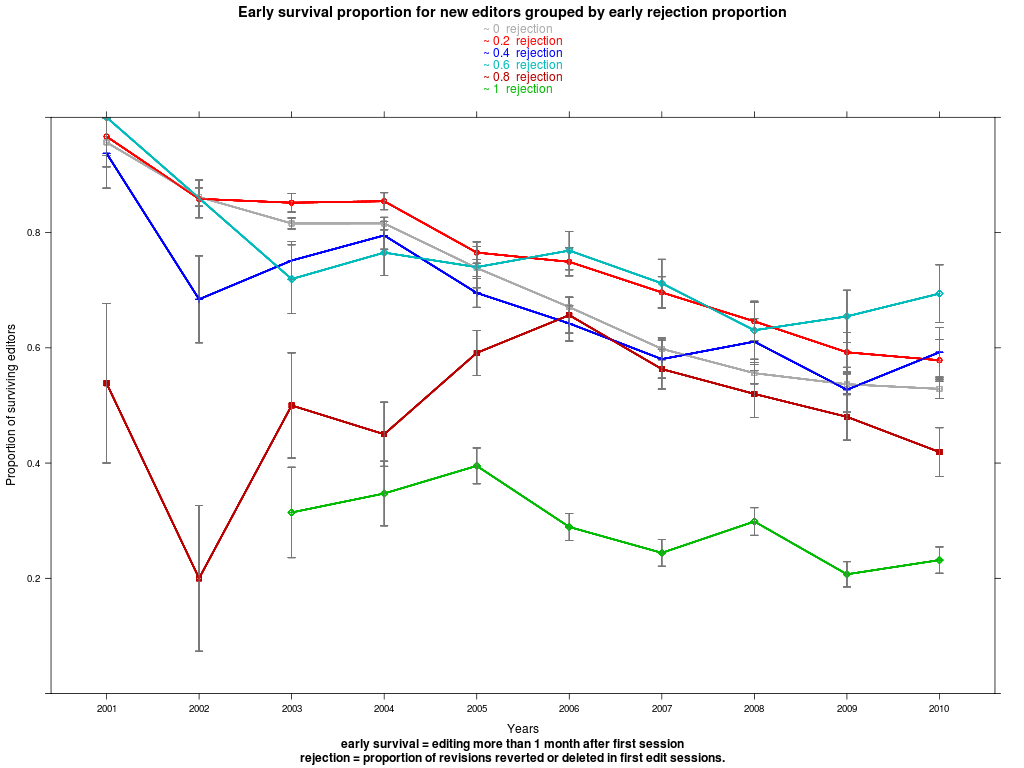 Early survival proportion for new editors grouped by early rejection proportion
~ 0 rejection
~ 0.2 rejection
~ 0.4 rejection
~ 0.6 rejection
~ 0.8 rejection
~ 1 rejection
Proportion of surviving editors
0.8
0.6
0.4
0.2
2001 2002 2003 2004 2005 2006 2007 2008 2009 2010
Years
early survival = editing more than 1 month after first session
rejection = proportion of revisions reverted or deleted in first edit sessions.